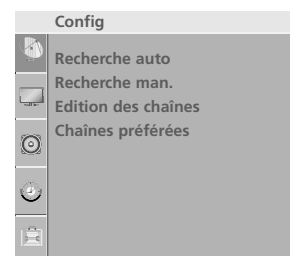 Config
Recherche auto
Recherche man.
Edition des chaînes
Chaînes préférées